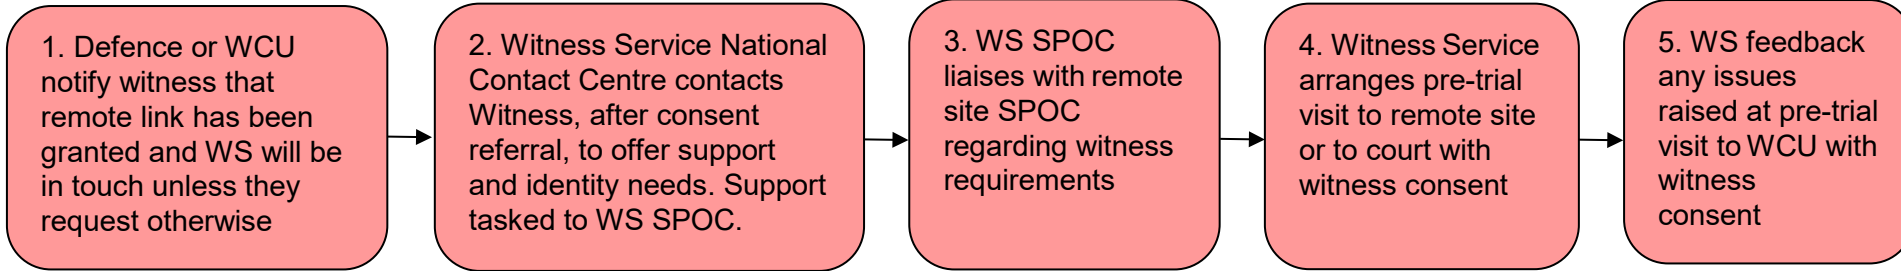 1. Defence or WCU
notify witness that
remote link has been
granted and WS will be
in touch unless they
request otherwise
2. Witness Service National
Contact Centre contacts
Witness, after consent
referral, to offer support
and identity needs. Support
tasked to WS SPOC.
3. WS SPOC
liaises with remote
site SPOC
regarding witness
requirements
4. Witness Service
arranges pre-trial
visit to remote site
or to court with
witness consent
5. WS feedback
any issues
raised at pre-trial
visit to WCU with
witness
consent